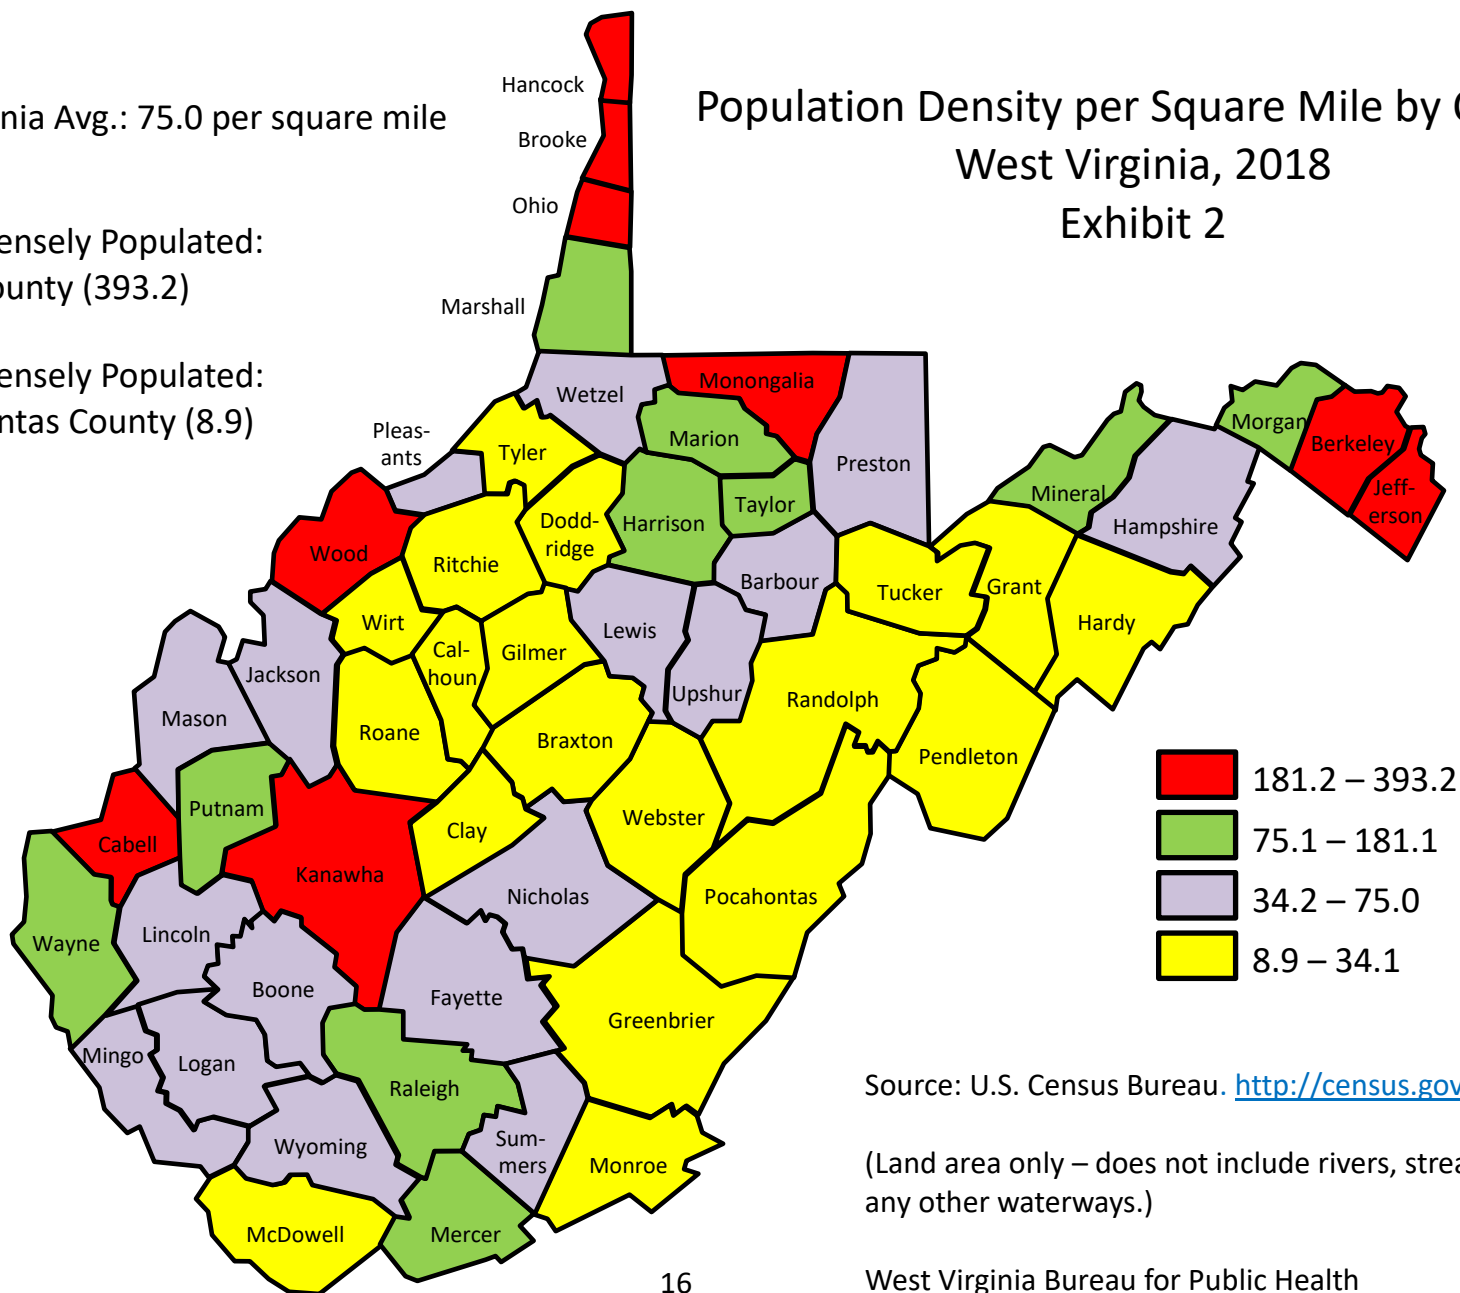 Population Density per Square Mile by C
West Virginia, 2018
Exhibit 2
nia Avg.: 75.0 per square mile
ensely Populated:
ounty (393.2)
ensely Populated:
ntas County (8.9)
Hancock
Brooke
Ohio
Marshall
Wetzel
Monongalia
Marion
Preston
Pleas-
ants
Tyler
Taylor
Harrison
Dodd-
ridge
Ritchie
Wood
Wirt
Barbour
Tucker
Grant
Mineral
Hampshire
Morgan
Berkeley
Jeff-
erson
Hardy
Lewis
Gilmer
Cal-
houn
Jackson
Mason
Roane
Braxton
Upshur
Randolph
Pendleton
Webster
Pocahontas
Clay
Putnam
Cabell
Kanawha
Nicholas
Wayne
Lincoln
Boone
Fayette
Greenbrier
Mingo
Logan
Raleigh
Wyoming
Sum-
mers
Monroe
McDowell
Mercer
181.2 – 393.2
75.1 – 181.1
34.2 – 75.0
8.9 – 34.1
Source: U.S. Census Bureau. http://census.gov
(Land area only – does not include rivers, strea
any other waterways.)
West Virginia Bureau for Public Health
16